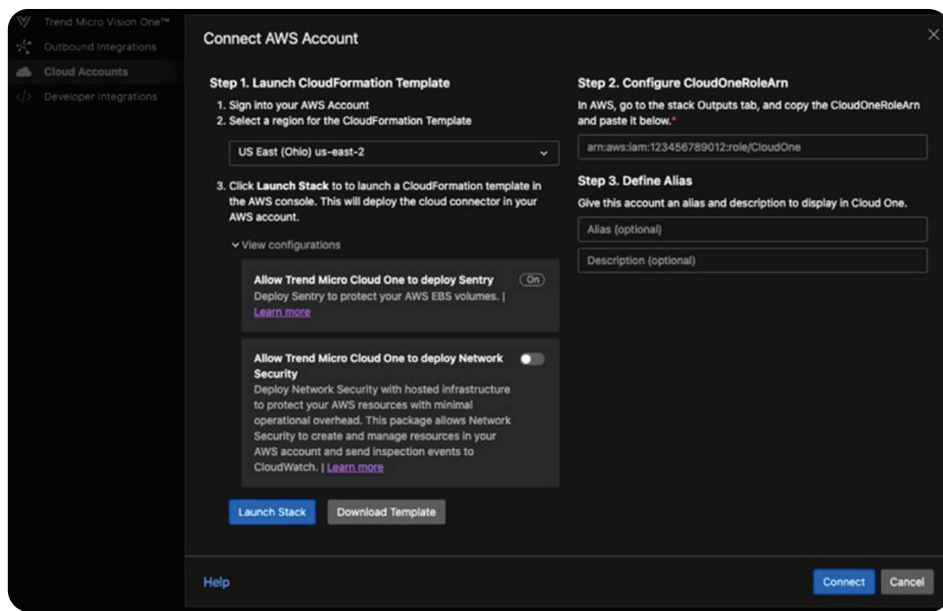 Trend Micro Vision One™
Outbound Integrations
Cloud Accounts
Developer Integrations
Connect AWS Account
Step 1. Launch CloudFormation Template
1. Sign into your AWS Account
2. Select a region for the CloudFormation Template
US East (Ohio) us-east-2
3. Click Launch Stack to to launch a CloudFormation template in
the AWS console. This will deploy the cloud connector in your
AWS account.
View configurations
Allow Trend Micro Cloud One to deploy Sentry
On
Deploy Sentry to protect your AWS EBS volumes. |
Learn more
Allow Trend Micro Cloud One to deploy Network
Security
Deploy Network Security with hosted infrastructure
to protect your AWS resources with minimal
operational overhead. This package allows Network
Security to create and manage resources in your
AWS account and send inspection events to
CloudWatch. | Learn more
Launch Stack
Download Template
Step 2. Configure CloudOneRoleArn
In AWS, go to the stack Outputs tab, and copy the CloudOneRoleArn
and paste it below.*
arn:aws:iam:123456789012:role/CloudOne
Step 3. Define Alias
Give this account an alias and description to display in Cloud One.
Alias (optional)
Description (optional)
Help
Connect
Cancel